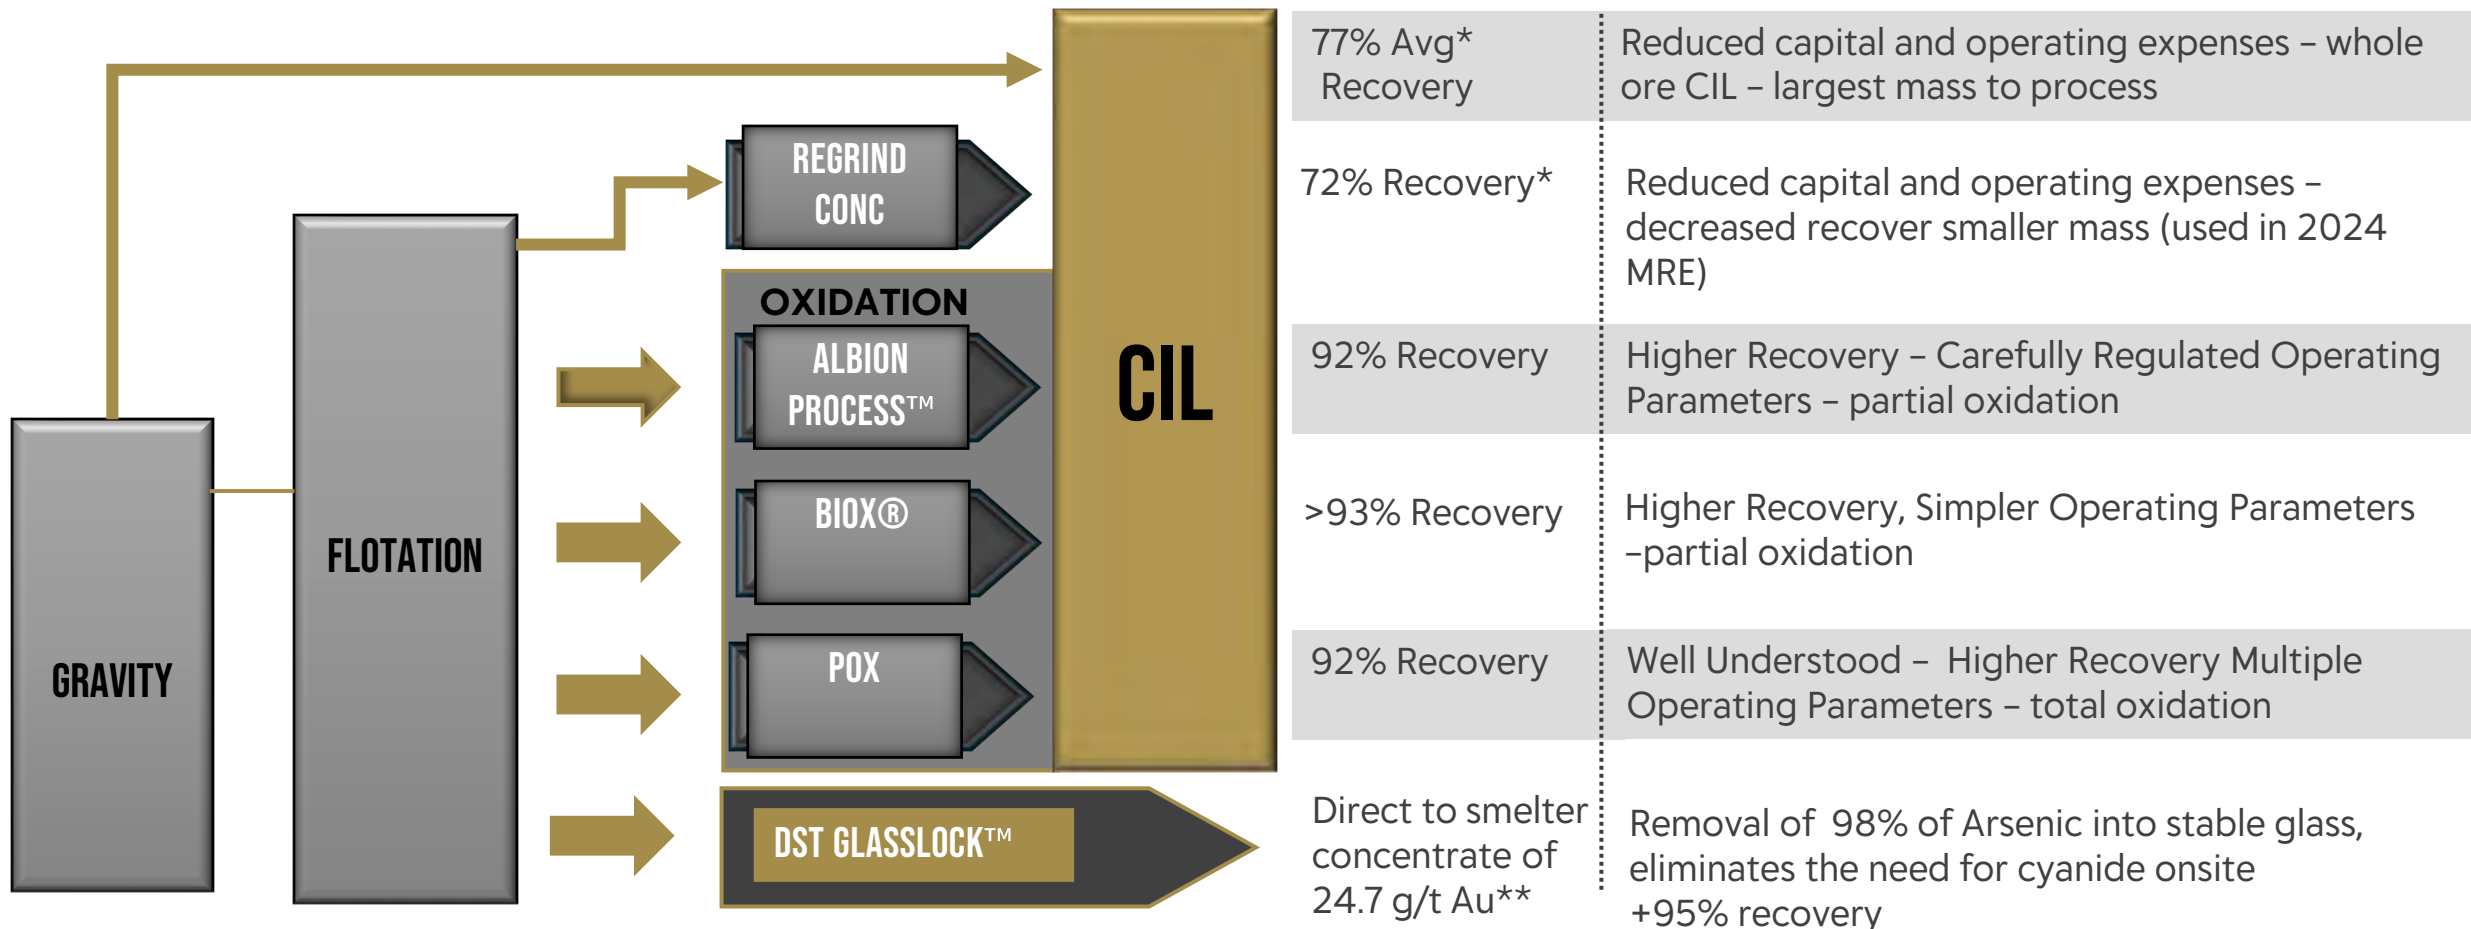 77% Avg*
Recovery
Reduced capital and operating expenses – whole
ore CIL – largest mass to process
REGRIND
CONC
72% Recovery*
Reduced capital and operating expenses –
decreased recover smaller mass (used in 2024
MRE)
OXIDATION
ALBION
PROCESS™
CIL
92% Recovery
Higher Recovery – Carefully Regulated Operating
Parameters – partial oxidation
FLOTATION
BIOX®
>93% Recovery
Higher Recovery, Simpler Operating Parameters
–partial oxidation
GRAVITY
POX
92% Recovery
Well Understood – Higher Recovery Multiple
Operating Parameters – total oxidation
DST GLASSLOCK™
Direct to smelter
concentrate of
24.7 g/t Au**
Removal of 98% of Arsenic into stable glass,
eliminates the need for cyanide onsite
+95% recovery